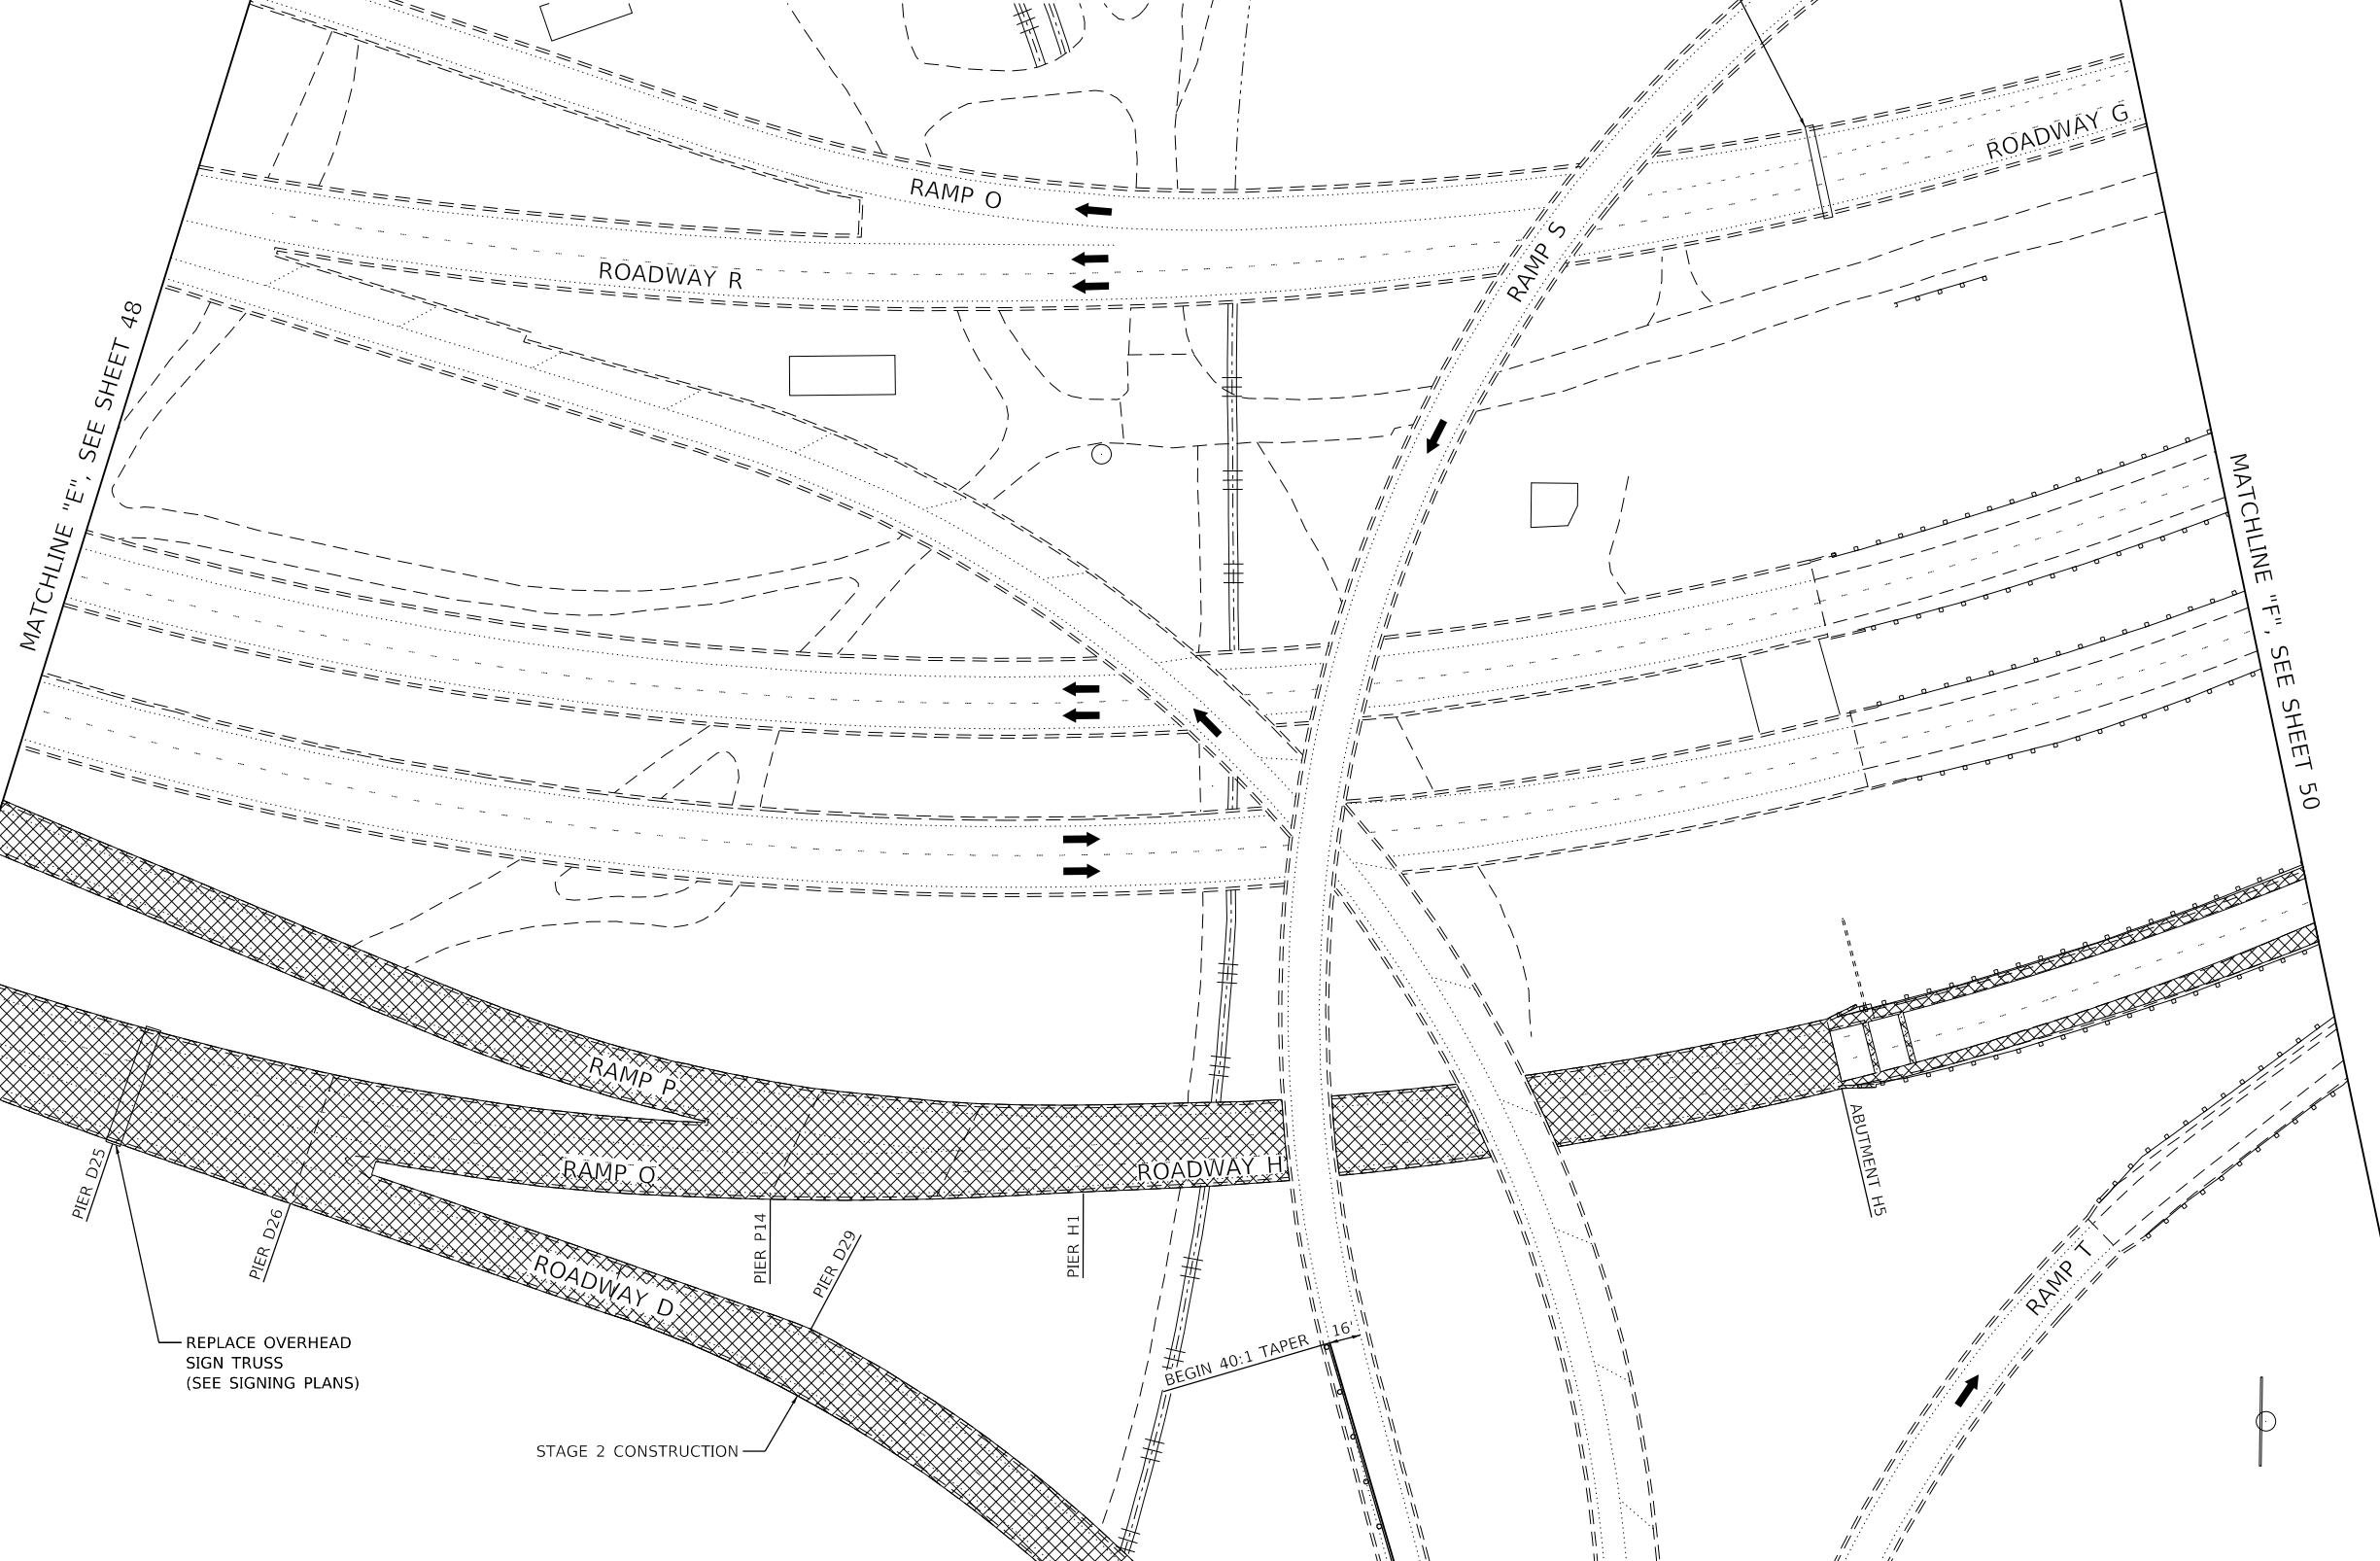 ROADWAY G
RAMP O
RAMP S
ROADWAY R
MATCHLINE "E", SEE SHEET 48
MATCHLINE "F", SEE SHEET 50
RAMP P
RAMP Q
ROADWAY H
ROADWAY D
PIER D25
PIER D26
PIER P14
PIER D29
PIER H1
ABUTMENT H5
RAMP T
REPLACE OVERHEAD
SIGN TRUSS
(SEE SIGNING PLANS)
BEGIN 40:1 TAPER
16'
STAGE 2 CONSTRUCTION